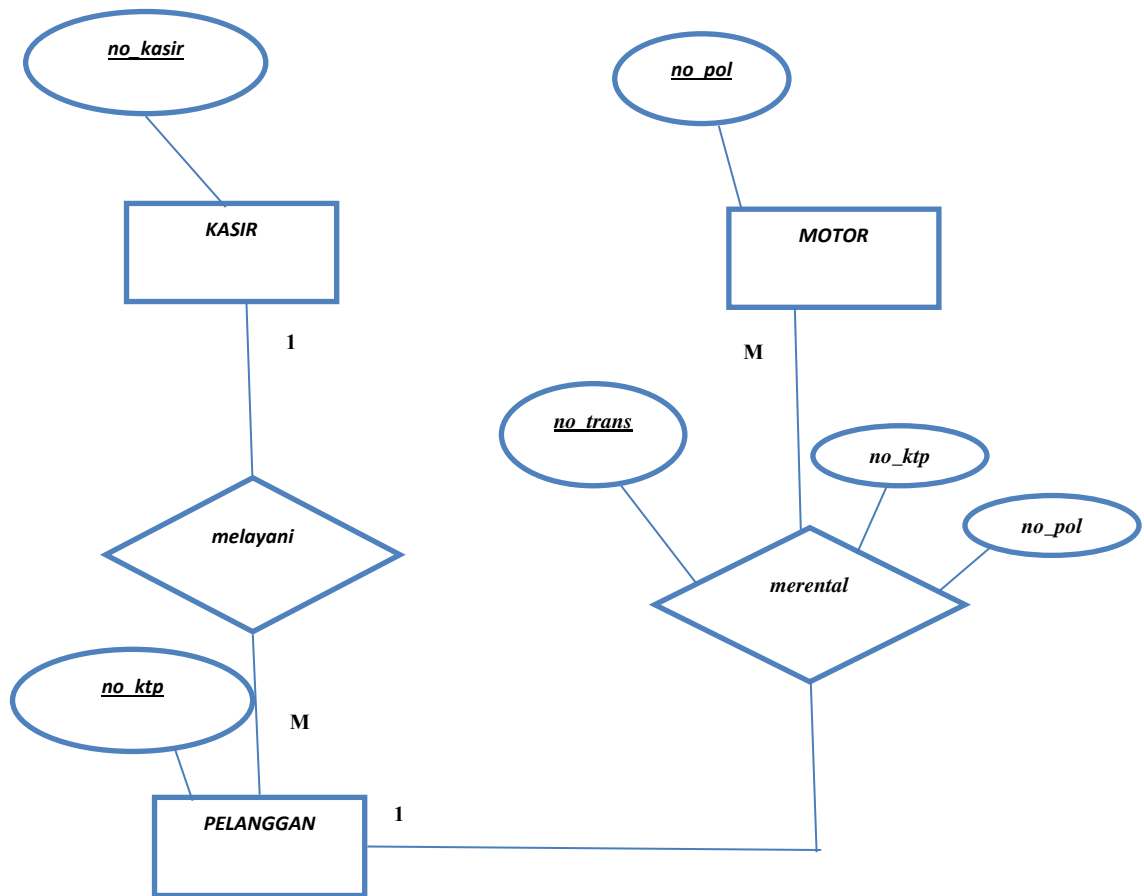 no_kasir
no_pol
KASIR
MOTOR
1
M
no_trans
no_ktp
no_pol
melayani
merental
no_ktp
M
1
PELANGGAN